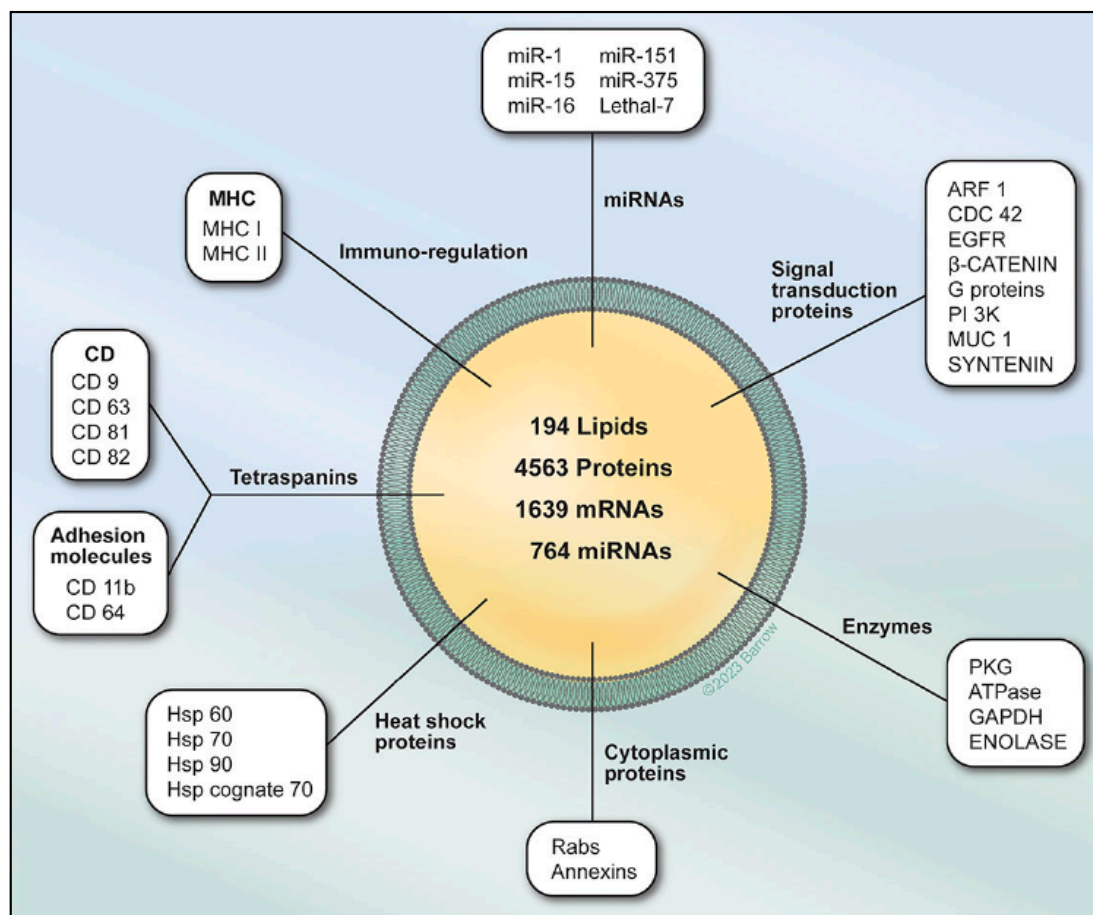 miR-1 miR-151
miR-15 miR-375
miR-16 Lethal-7
miRNAs
MHC
MHC I
MHC II
Immuno-regulation
ARF 1
CDC 42
EGFR
β-CATENIN
G proteins
PI 3K
MUC 1
SYNTENIN
Signal
transduction
proteins
CD
CD 9
CD 63
CD 81
CD 82
Tetraspanins
Adhesion
molecules
CD 11b
CD 64
194 Lipids
4563 Proteins
1639 mRNAs
764 miRNAs
Enzymes
PKG
ATPase
GAPDH
ENOLASE
©2023 Barrow
Hsp 60
Hsp 70
Hsp 90
Hsp cognate 70
Heat shock
proteins
Cytoplasmic
proteins
Rabs
Annexins